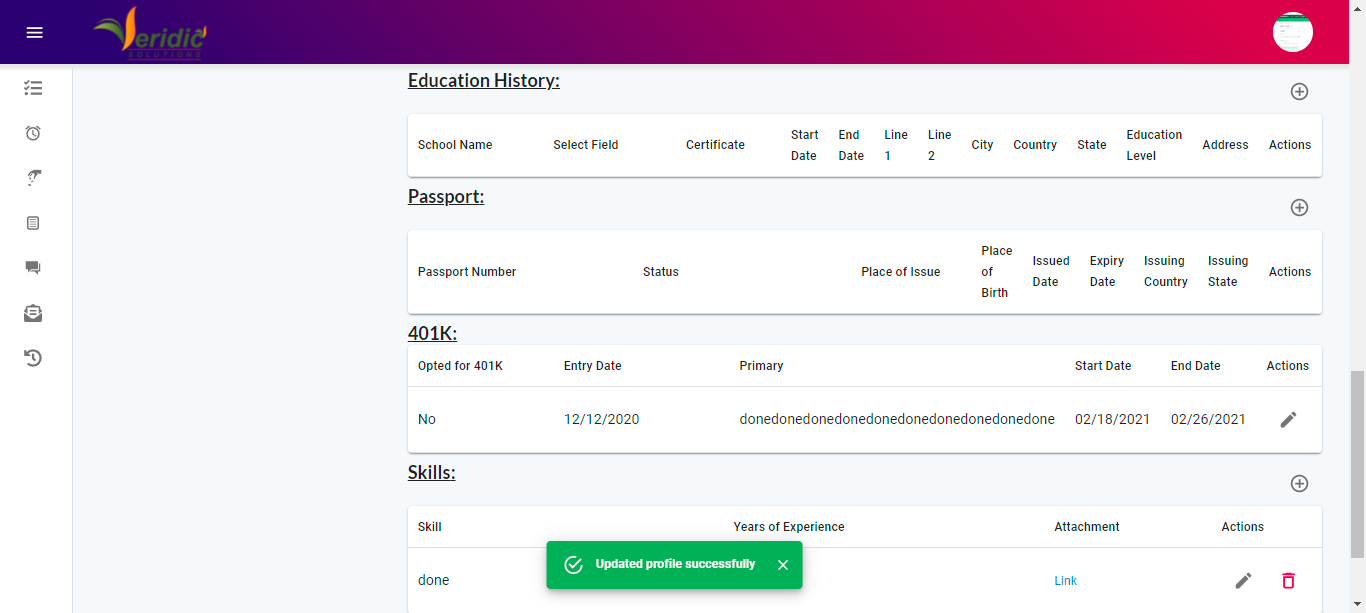 Veridic
SOLUTIONS
Education History:
School Name Select Field Certificate Start Date End Date Line 1 Line 2 City Country State Education Level Address Actions
Passport:
Passport Number Status Place of Issue Place of Birth Issued Date Expiry Date Issuing Country Issuing State Actions
401K:
Opted for 401K Entry Date Primary Start Date End Date Actions
No 12/12/2020 donedonedonedonedonedonedonedonedonedone 02/18/2021 02/26/2021
Skills:
Skill Years of Experience Attachment Actions
done Link
Updated profile successfully